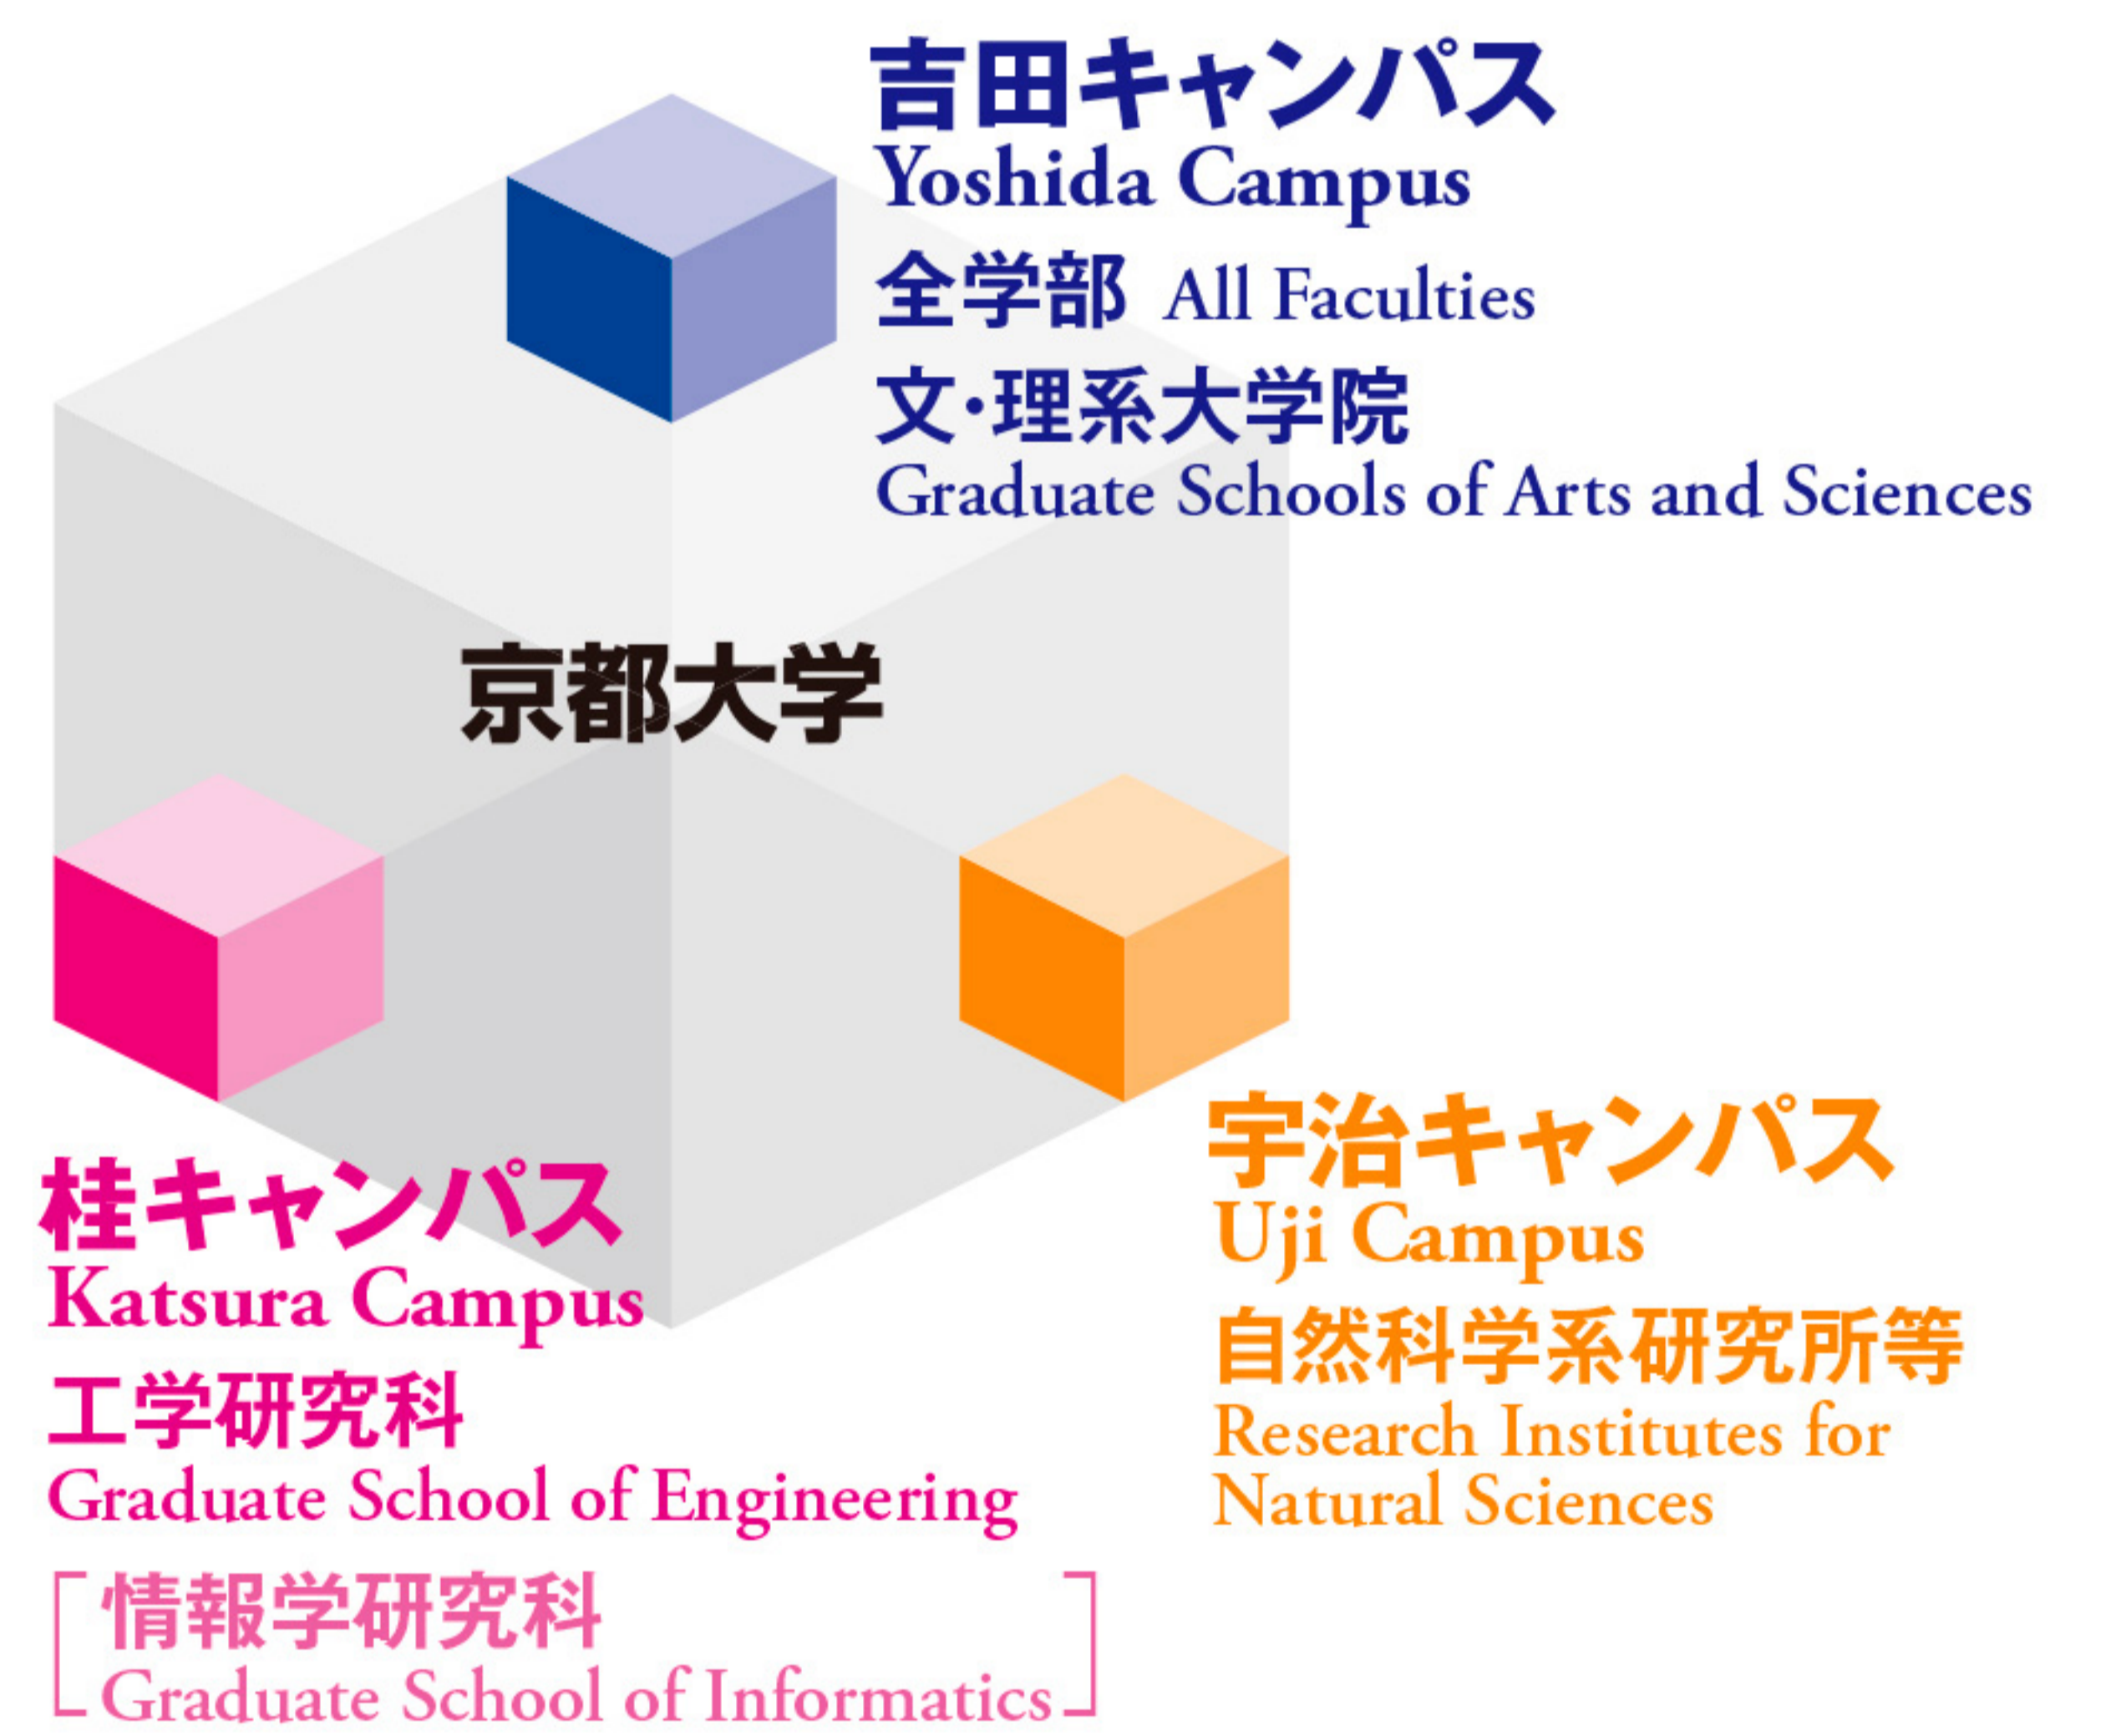 吉田キャンパス
Yoshida Campus
全学部 All Faculties
文・理系大学院
Graduate Schools of Arts and Sciences
京都大学
桂キャンパス
Katsura Campus
工学研究科
Graduate School of Engineering
情報学研究科
Graduate School of Informatics
宇治キャンパス
Uji Campus
自然科学系研究所等
Research Institutes for
Natural Sciences